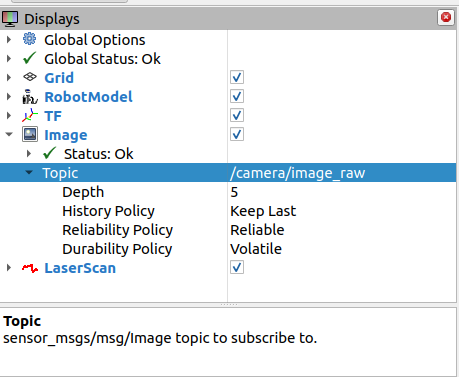 Displays
Global Options
Global Status: Ok
Grid
RobotModel
TF
Image
Status: Ok
Topic /camera/image_raw
Depth 5
History Policy Keep Last
Reliability Policy Reliable
Durability Policy Volatile
LaserScan
Topic
sensor_msgs/msg/Image topic to subscribe to.